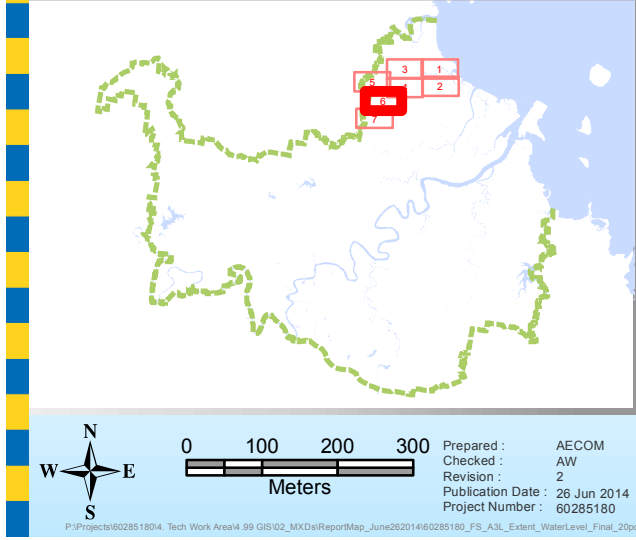 3 1
5 4 2
6
7
N
W E
S
0 100 200 300
Meters
Prepared : AECOM
Checked : AW
Revision : 2
Publication Date : 26 Jun 2014
Project Number : 60285180
P:\Projects\60285180\4. Tech Work Area\4.99 GIS\02_MXDs\ReportMap_June262014\60285180_FS_A3L_Extent_WaterLevel_Final_20p